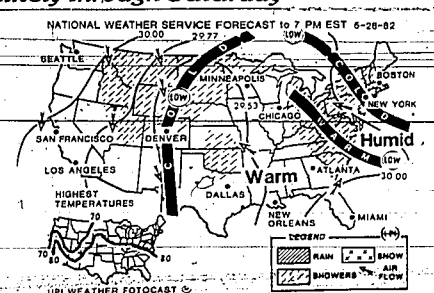 NATIONAL WEATHER SERVICE FORECAST to 7 PM EST 6-28-82
30.00
29.77
LOW
SEATTLE
COLD
COLD
BOSTON
MINNEAPOLIS
LOW
29.53
NEW YORK
CHICAGO
SAN FRANCISCO
DENVER
WARM
Humid
LOW
LOS ANGELES
Warm
ATLANTA
30.00
HIGHEST
TEMPERATURES
DALLAS
70
NEW
ORLEANS
MIAMI
LEGEND
70
80
80
RAIN
SNOW
SHOWERS
AIR
FLOW
UPI WEATHER FOTOCAST ©